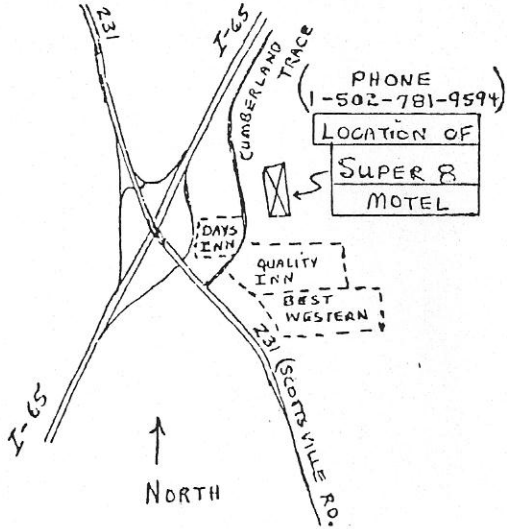 231
I-65
CUMBERLAND TRACE
(PHONE
1-502-781-9594)
LOCATION OF
SUPER 8
MOTEL
DAYS
INN
QUALITY
INN
BEST
WESTERN
231 (SCOTTSVILLE RD.
I-65
NORTH